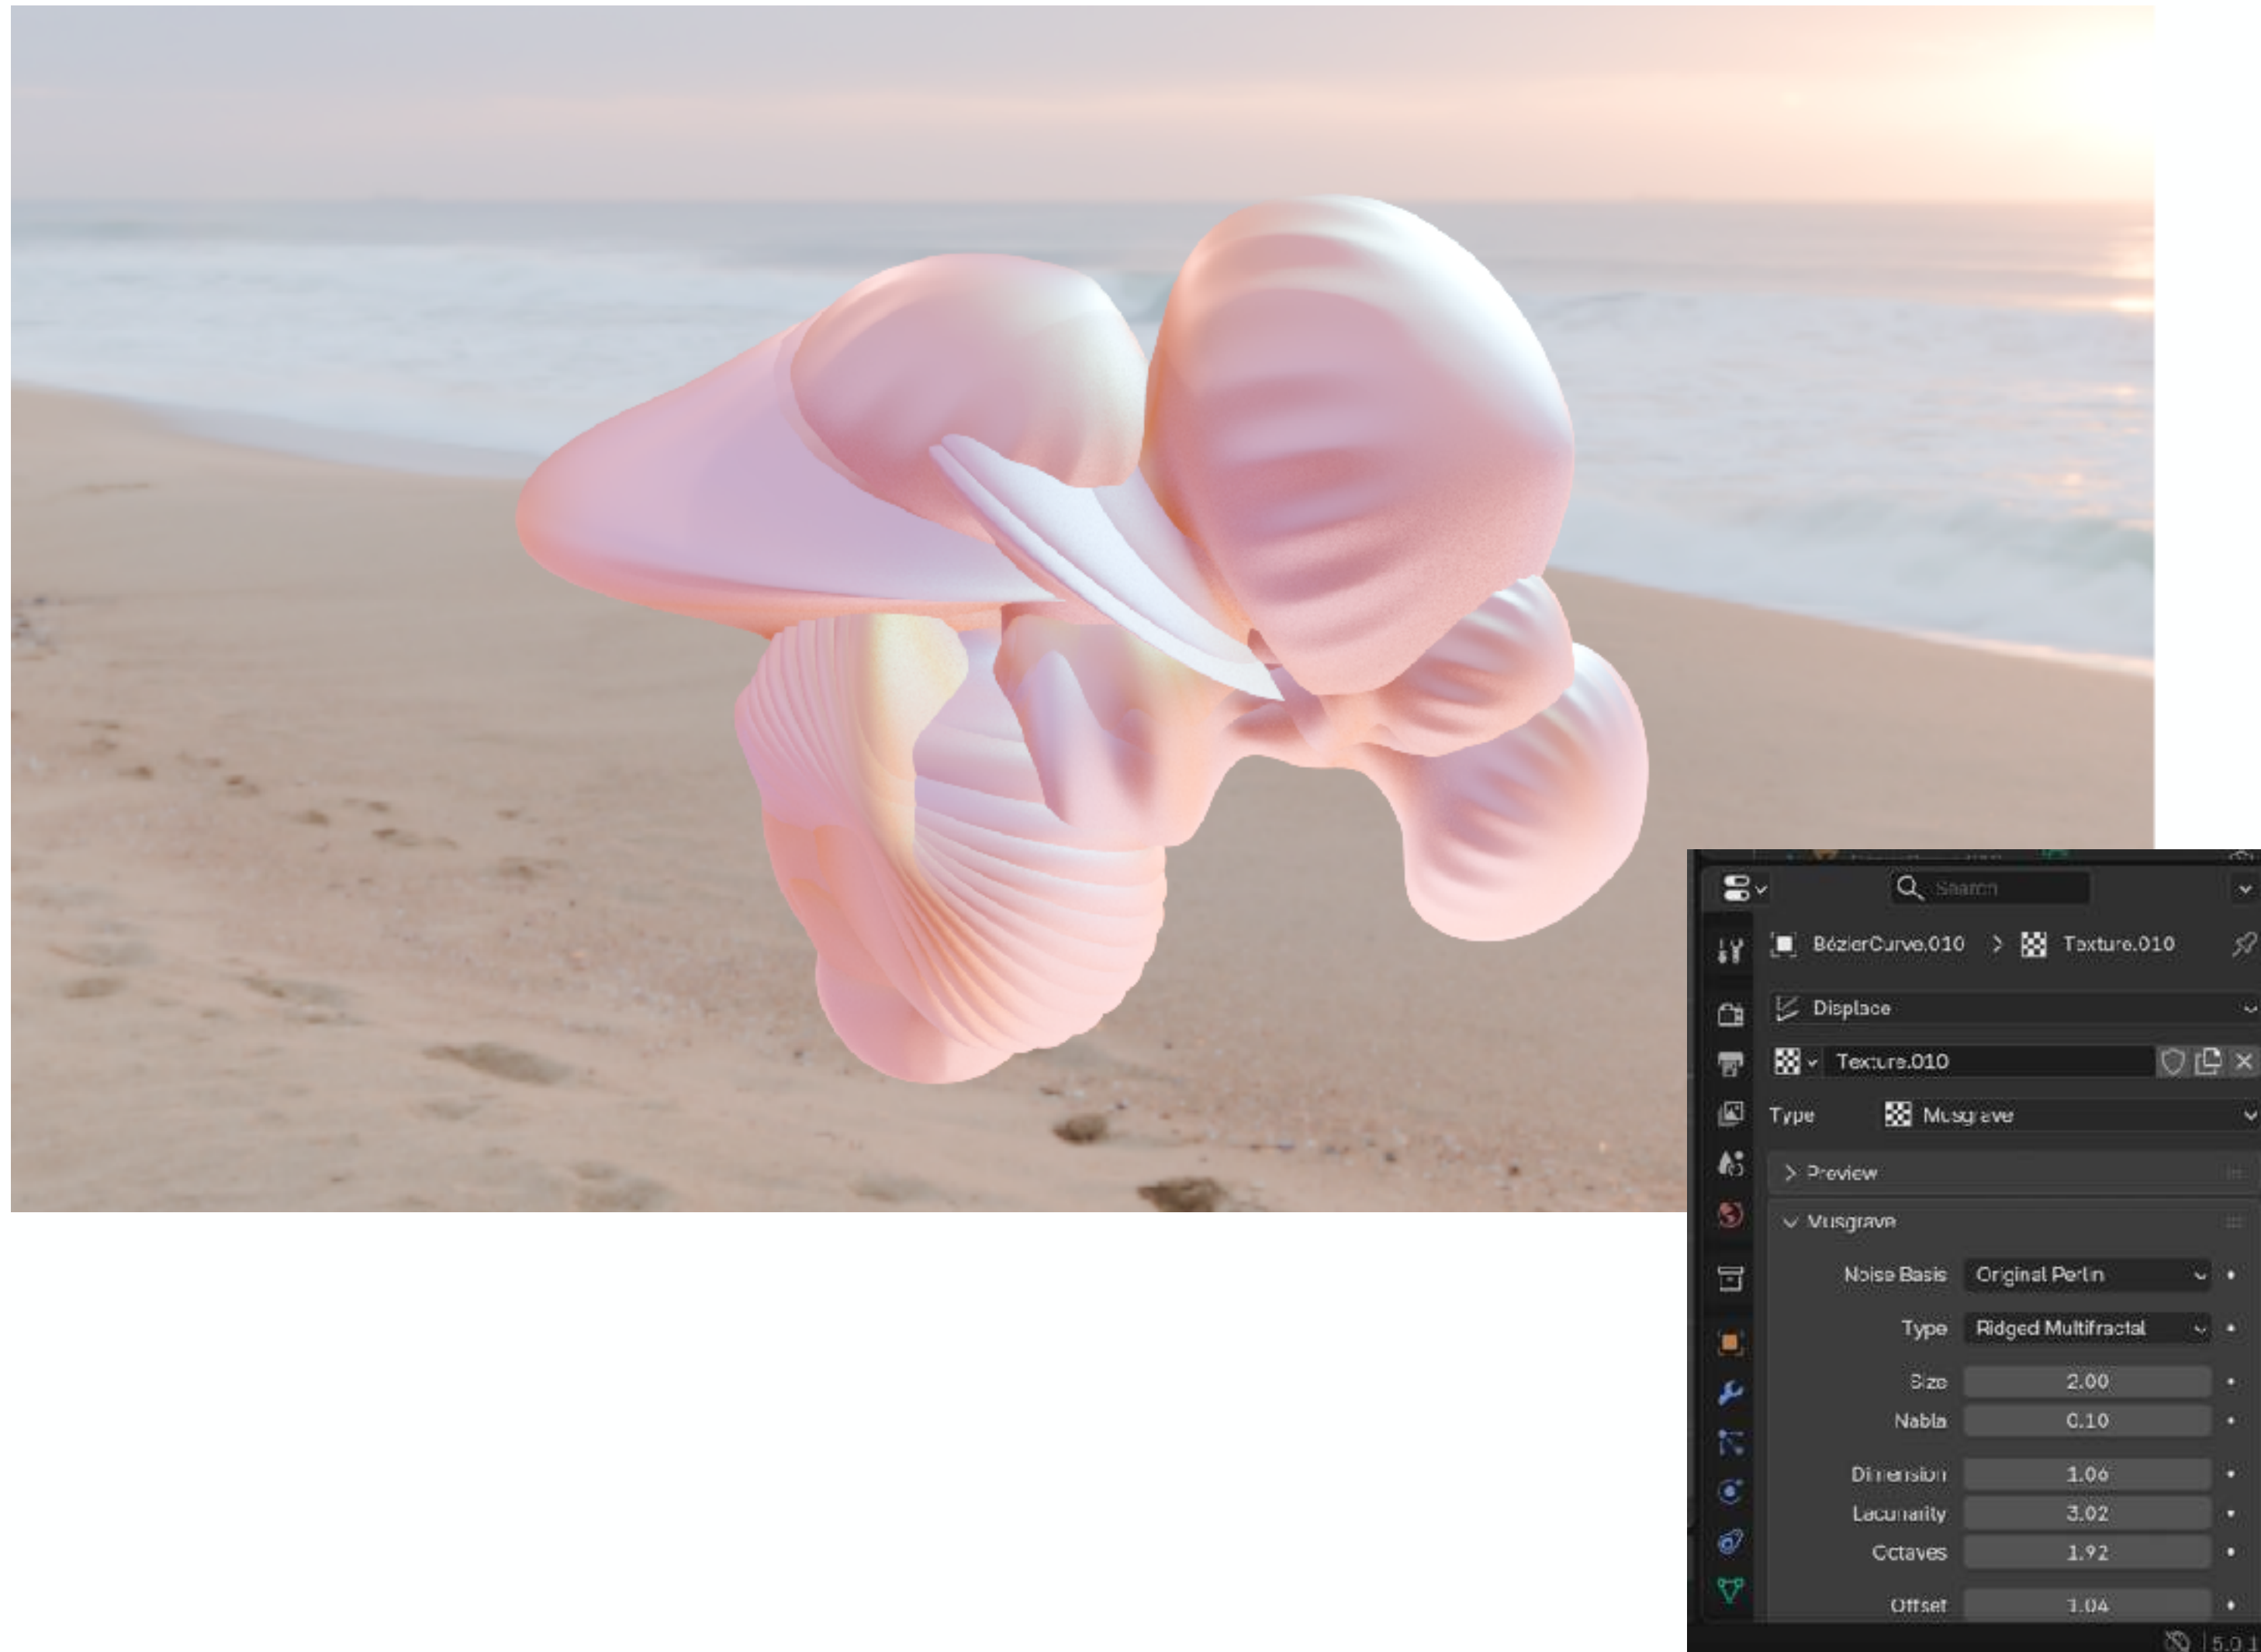 Search
BézierCurve.010 > Texture.010
Displace
Texture.010
Type Musgrave
Preview
Musgrave
Noise Basis Original Perlin
Type Ridged Multifractal
Size 2.00
Nabla 0.10
Dimension 1.06
Lacunarity 3.02
Octaves 1.92
Offset 1.04